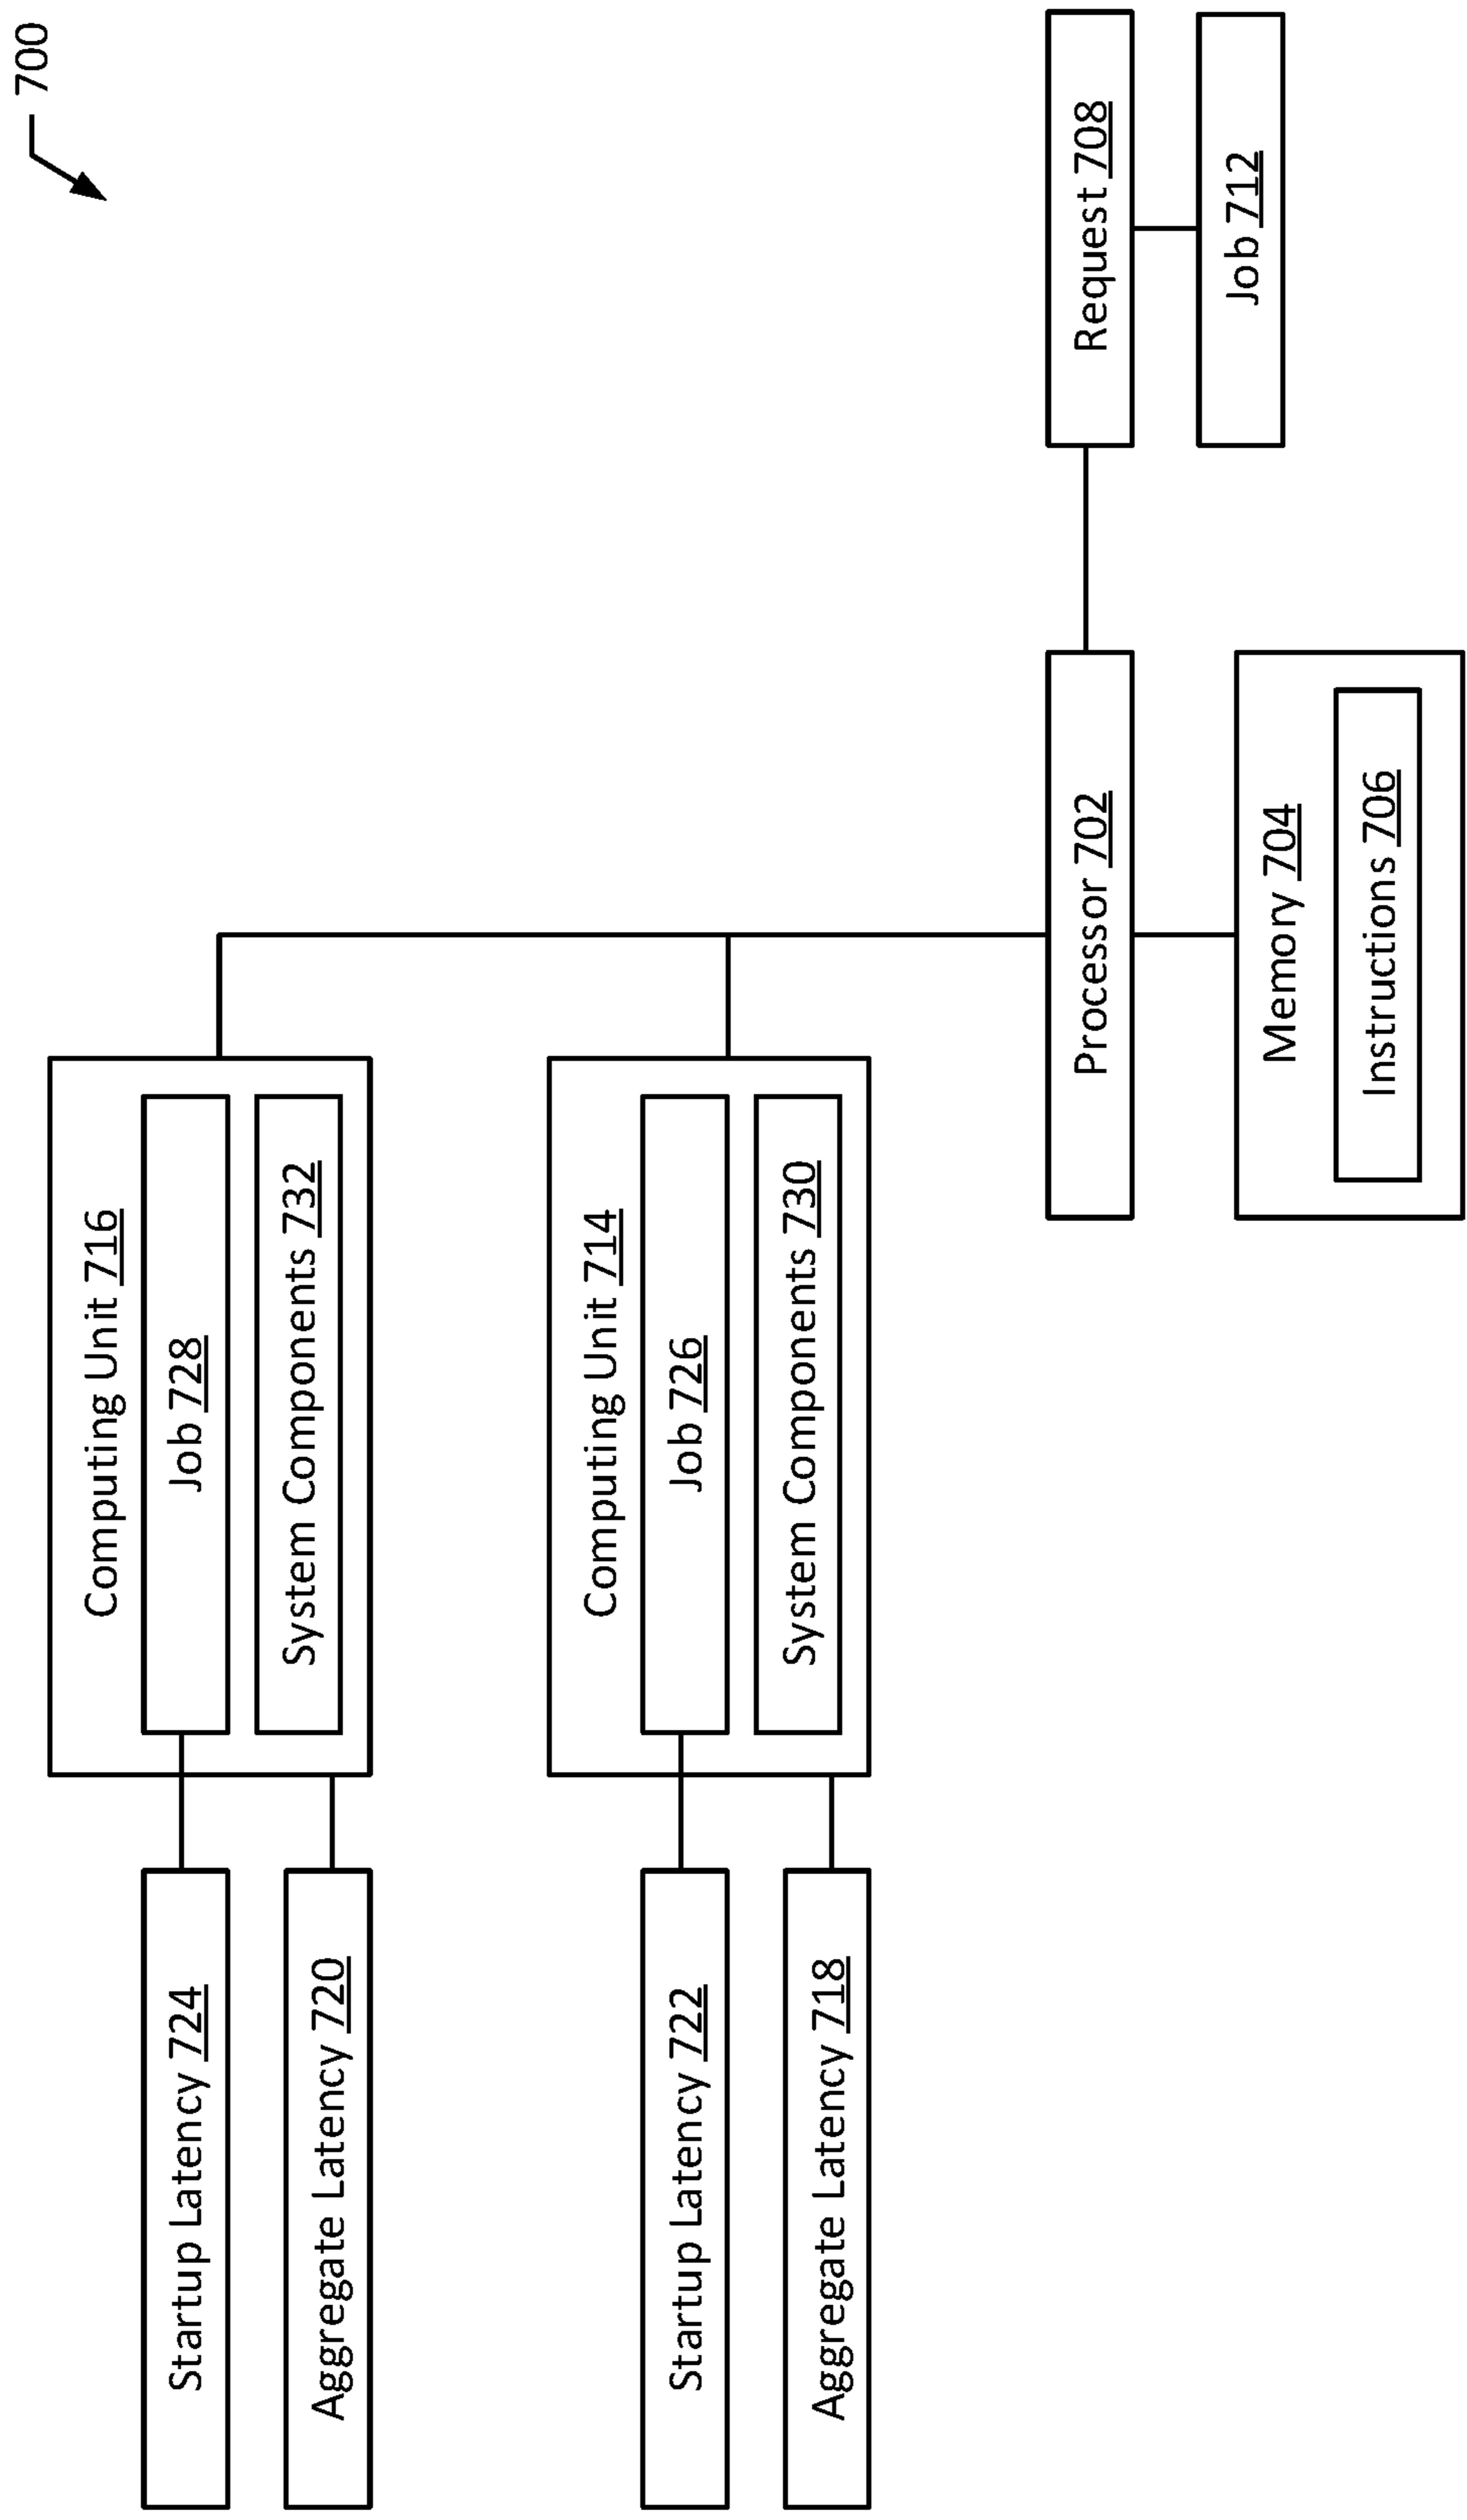 700
Computing Unit 716
Job 728
System Components 732
Startup Latency 724
Aggregate Latency 720
Computing Unit 714
Job 726
System Components 730
Startup Latency 722
Aggregate Latency 718
Processor 702
Memory 704
Instructions 706
Request 708
Job 712